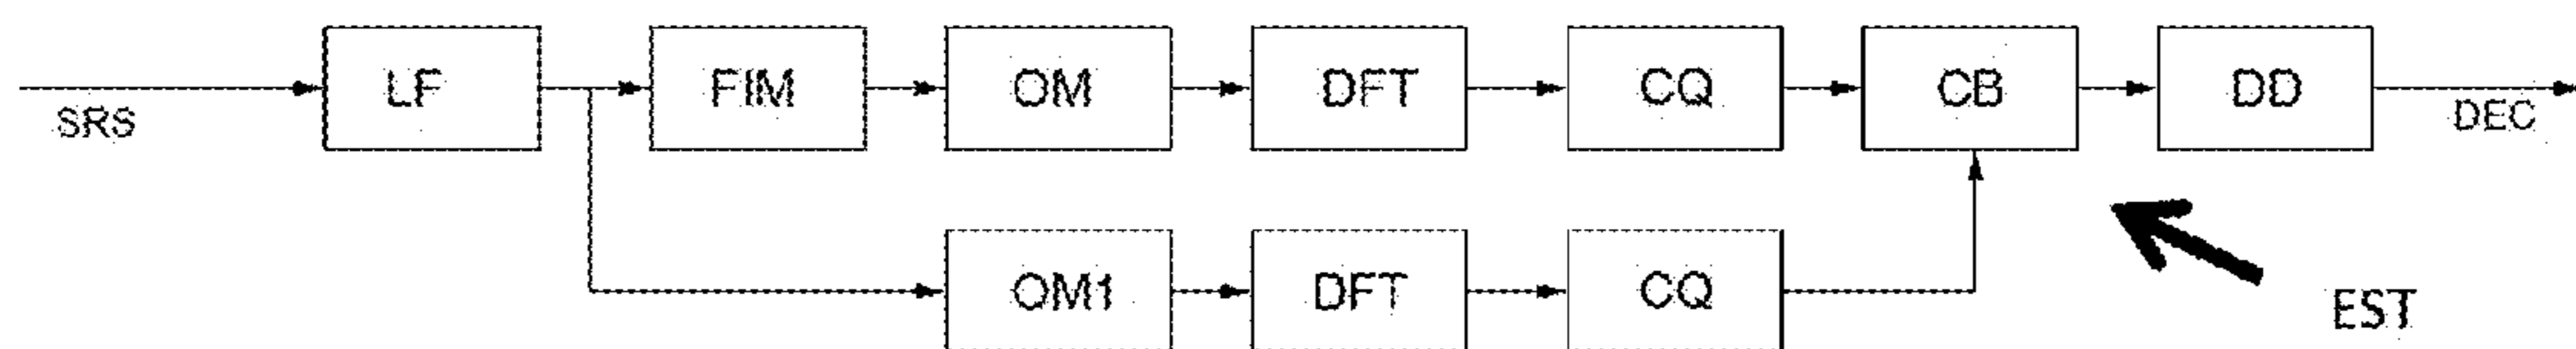 LF
FIM
OM
DFT
CQ
CB
DD
SRS
DEC
OM1
DFT
CQ
EST